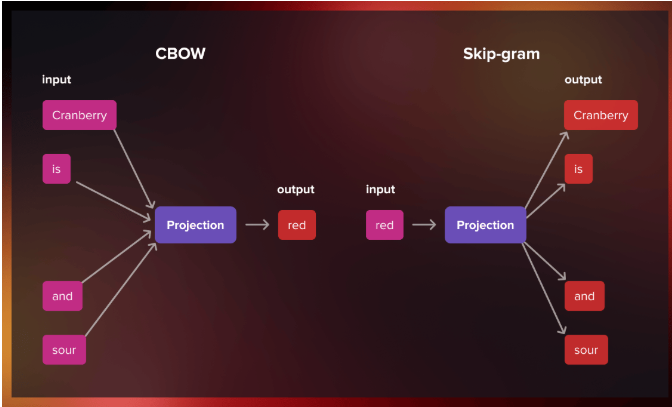 CBOW
input
Cranberry
is
and
sour
Projection
output
red
Skip-gram
input
red
Projection
output
Cranberry
is
and
sour